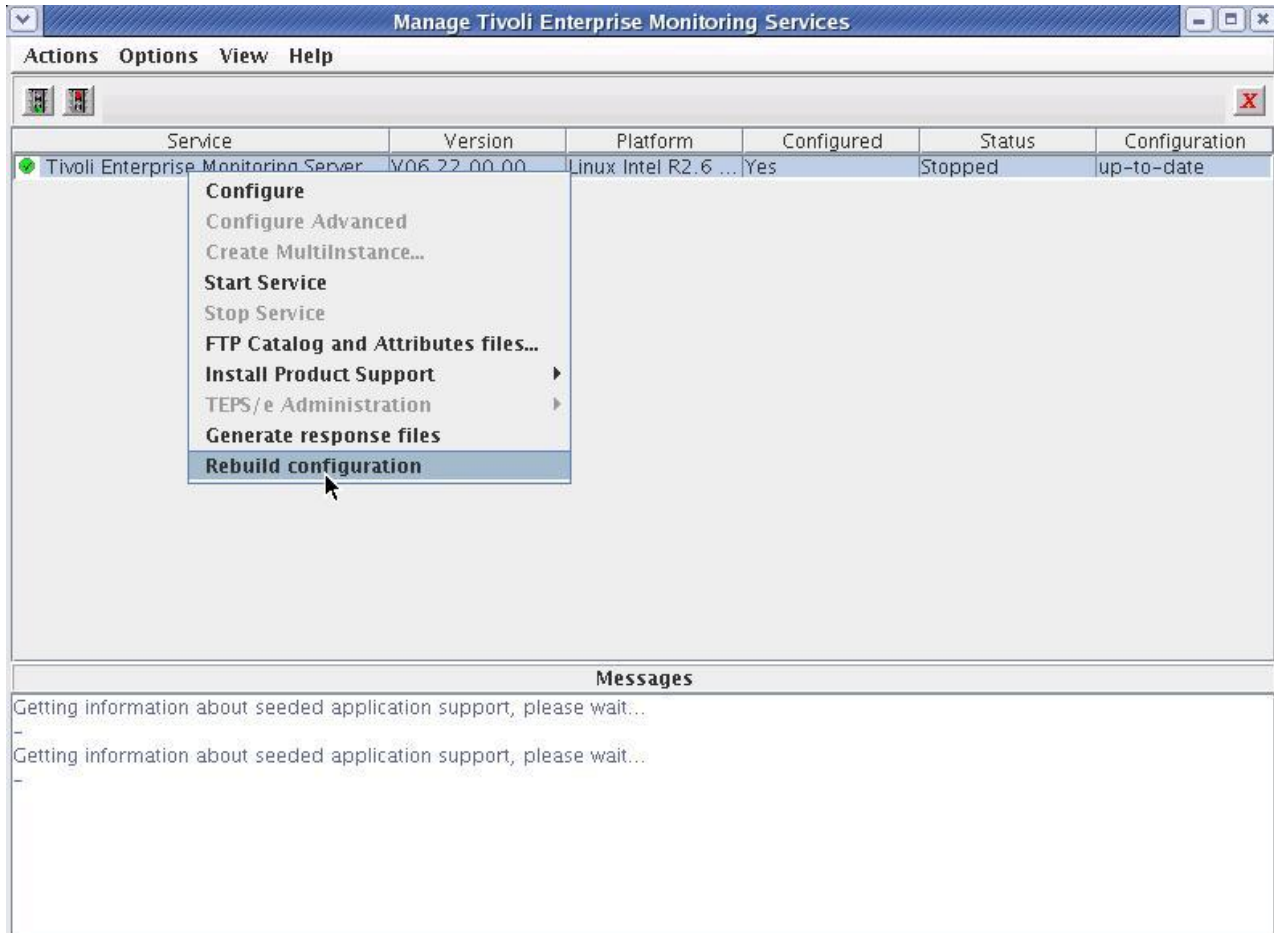 Manage Tivoli Enterprise Monitoring Services
Actions Options View Help
X
Service Version Platform Configured Status Configuration
Tivoli Enterprise Monitoring Server V06.22.00.00 Linux Intel R2.6 ... Yes Stopped up-to-date
Configure
Configure Advanced
Create MultiInstance...
Start Service
Stop Service
FTP Catalog and Attributes files...
Install Product Support
TEPS/e Administration
Generate response files
Rebuild configuration
Messages
Getting information about seeded application support, please wait...
-
Getting information about seeded application support, please wait...
-